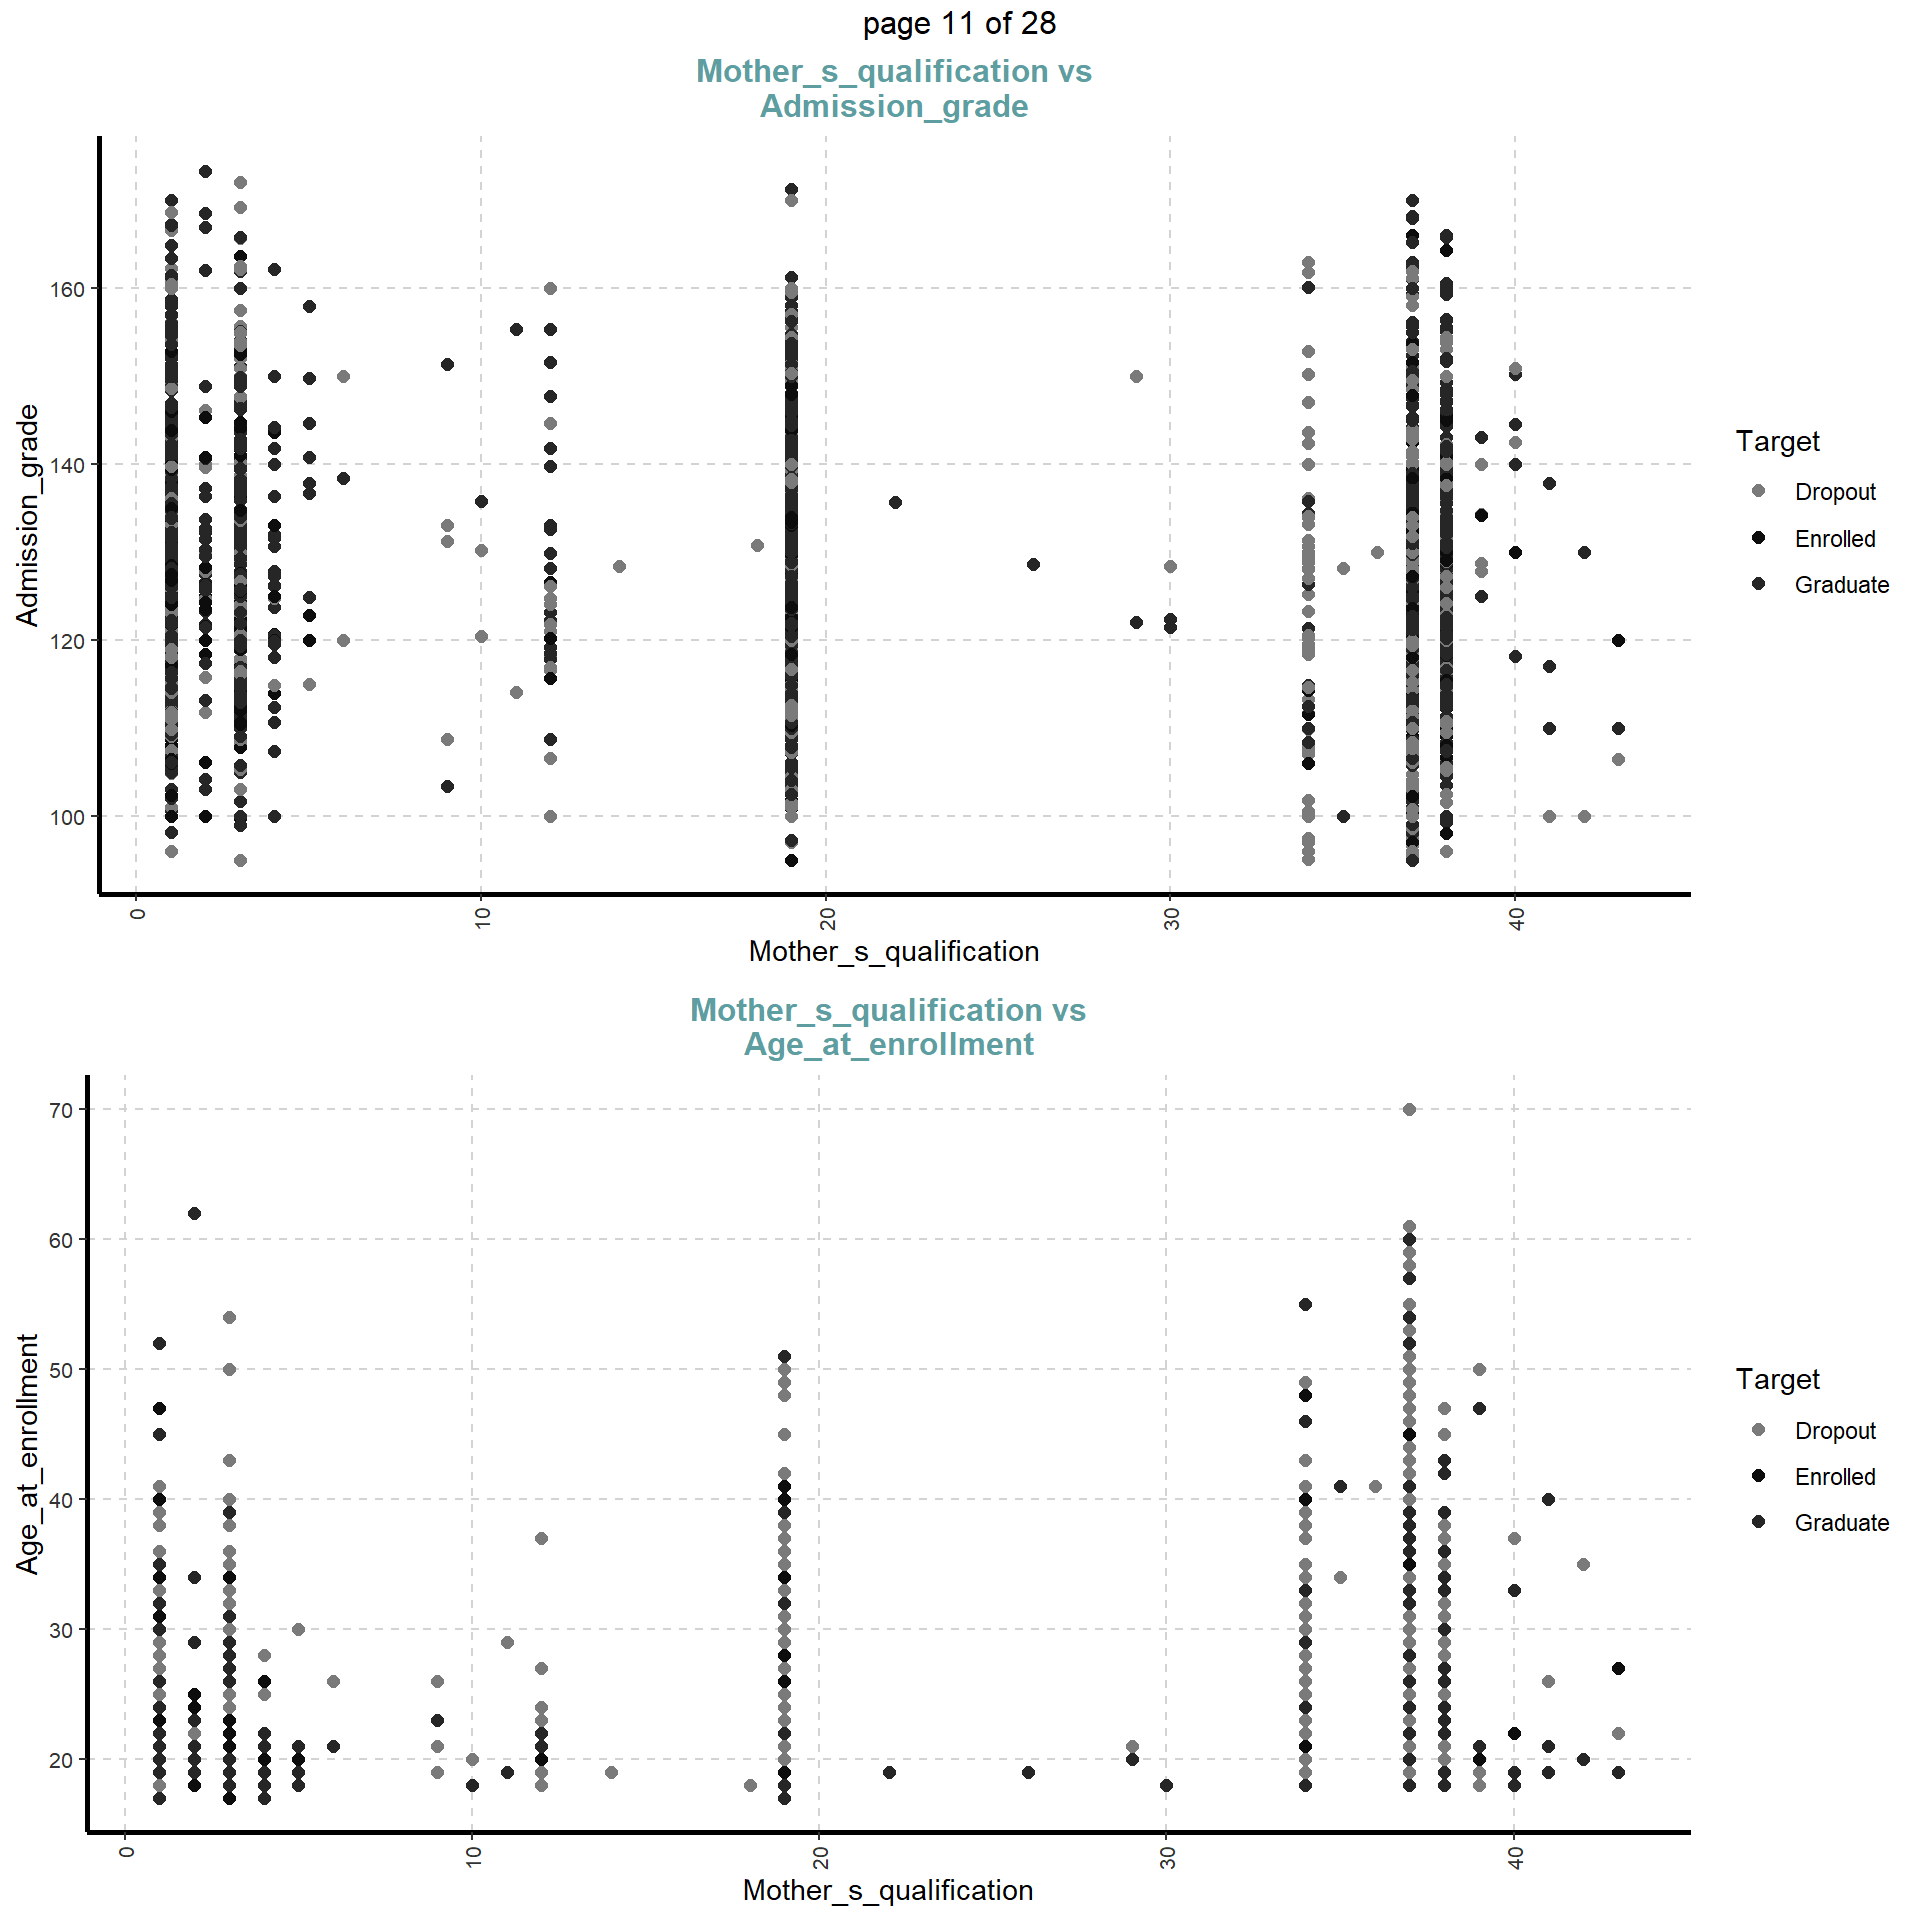 page 11 of 28
Mother_s_qualification vs
Admission_grade
Admission_grade
160
140
120
100
0
10
20
30
40
Mother_s_qualification
Target
Dropout
Enrolled
Graduate
Mother_s_qualification vs
Age_at_enrollment
Age_at_enrollment
70
60
50
40
30
20
0
10
20
30
40
Mother_s_qualification
Target
Dropout
Enrolled
Graduate